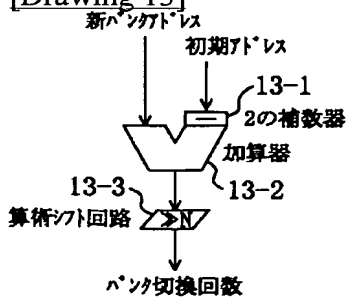 [Drawing 13]
新バンクアドレス
初期アドレス
13-1
2の補数器
加算器
13-2
13-3
算術シフト回路
≫N
バンク切換回数